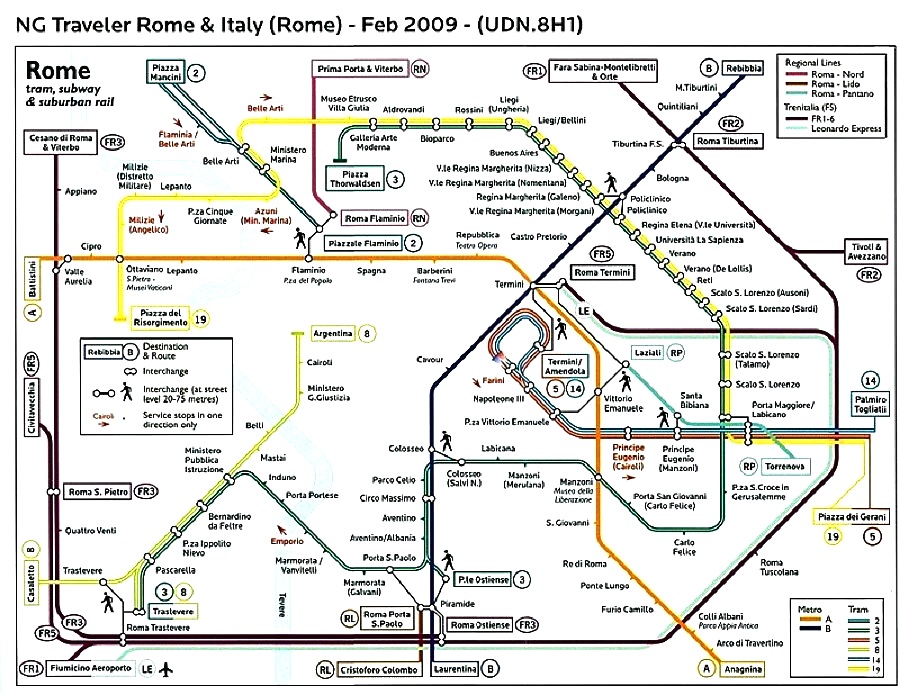 NG Traveler Rome & Italy (Rome) - Feb 2009 - (UDN.8H1)
Rome
tram, subway
& suburban rail
Piazza
Mancini
2
Prima Porta & Viterbo
RN
FR1
Fara Sabina-Montelibretti
& Orte
B
Rebibbia
Regional Lines
Roma - Nord
Roma - Lido
Roma - Pantano
Trenitalia (FS)
FR1-6
Leonardo Express
M.Tiburtini
Quintiliani
FR2
Roma Tiburtina
Tiburtina F.S.
Bologna
Policlinico
Policlinico
Cesano di Roma
& Viterbo
FR3
Appiano
Belle Arti
Flaminia/
Belle Arti
Belle Arti
Ministero
Marina
Museo Etrusco
Villa Giulia
Aldrovandi
Rossini
Liegi
(Ungheria)
Liegi/Bellini
Galleria Arte
Moderna
Bioparco
Buenos Aires
Piazza
Thorwaldsen
3
V.le Regina Margherita (Nizza)
V.le Regina Margherita (Nomentana)
Regina Margherita (Galeno)
V.le Regina Margherita (Morgani)
Regina Elena (V.le Università)
Università La Sapienza
Verano
Verano (De Lollis)
Reti
Scalo S. Lorenzo (Ausoni)
Scalo S. Lorenzo (Sardi)
Milizie
(Distretto
Militare)
Lepanto
Milizie
(Angelico)
P.za Cinque
Giornate
Azuni
(Min. Marina)
Roma Flaminio
RN
Piazzale Flaminio
2
Repubblica
Teatro Opera
Castro Pretorio
Tivoli &
Avezzano
FR2
Battistini
A
Cipro
Valle
Aurelia
Ottaviano
S Pietro -
Musei Vaticani
Lepanto
Flaminio
P.za del Popolo
Spagna
Barberini
Fontana Trevi
Termini
FR5
Roma Termini
LE
Piazza del
Risorgimento
19
Argentina
8
Cairoli
Ministero
G.Giustizia
Belli
Rebibbia
B
Destination
& Route
Interchange
Interchange (at street
level 20-75 metres)
Cairoli
Service stops in one
direction only
Cavour
Farini
Napoleone III
P.za Vittorio Emanuele
Termini/
Amendola
5
14
Laziali
RP
Vittorio
Emanuele
Santa
Bibiana
Scalo S. Lorenzo
(Talamo)
Scalo S. Lorenzo
Porta Maggiore/
Labicano
14
Palmiro
Togliatti
FR5
Civitavecchia
Ministero
Pubblica
Istruzione
Mastai
Induno
Porta Portese
Colosseo
Colosseo
(Salvi N.)
Labicana
Manzoni
(Merulana)
Manzoni
Museo della
Liberazione
Principe
Eugenio
(Cairoli)
Principe
Eugenio
(Manzoni)
RP
Torrenova
Roma S. Pietro
FR3
Bernardo
da Feltre
P.za Ippolito
Nievo
Pascarella
Emporio
Marmorata /
Vanvitelli
Parco Celio
Circo Massimo
Aventino
Aventino/Albania
Porta S.Paolo
S. Giovanni
Porta San Giovanni
(Carlo Felice)
P.za S.Croce in
Gerusalemme
Piazza dei Gerani
19
5
Carlo
Felice
Quattro Venti
8
Casaletto
Trastevere
3
8
Trastevere
Roma Trastevere
Tevere
Marmorata
(Galvani)
P.le Ostiense
3
Piramide
RL
Roma Porta
S.Paolo
Roma Ostiense
FR3
Re di Roma
Ponte Lungo
Furio Camillo
Roma
Tuscolana
Colli Albani
Parco Appia Antica
Arco di Travertino
Metro
A
B
Tram
2
3
5
8
14
19
FR3
FR5
FR1
Fiumicino Aeroporto
LE
RL
Cristoforo Colombo
Laurentina
B
A
Anagnina